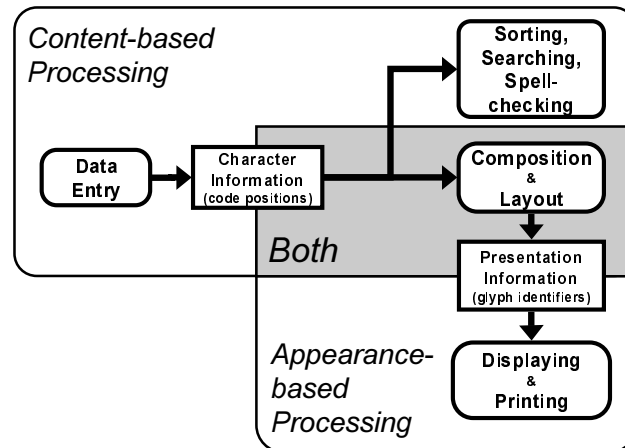 Content-based
Processing
Sorting,
Searching,
Spell-
checking
Data
Entry
Character
Information
(code positions)
Composition
&
Layout
Both
Presentation
Information
(glyph identifiers)
Appearance-
based
Processing
Displaying
&
Printing